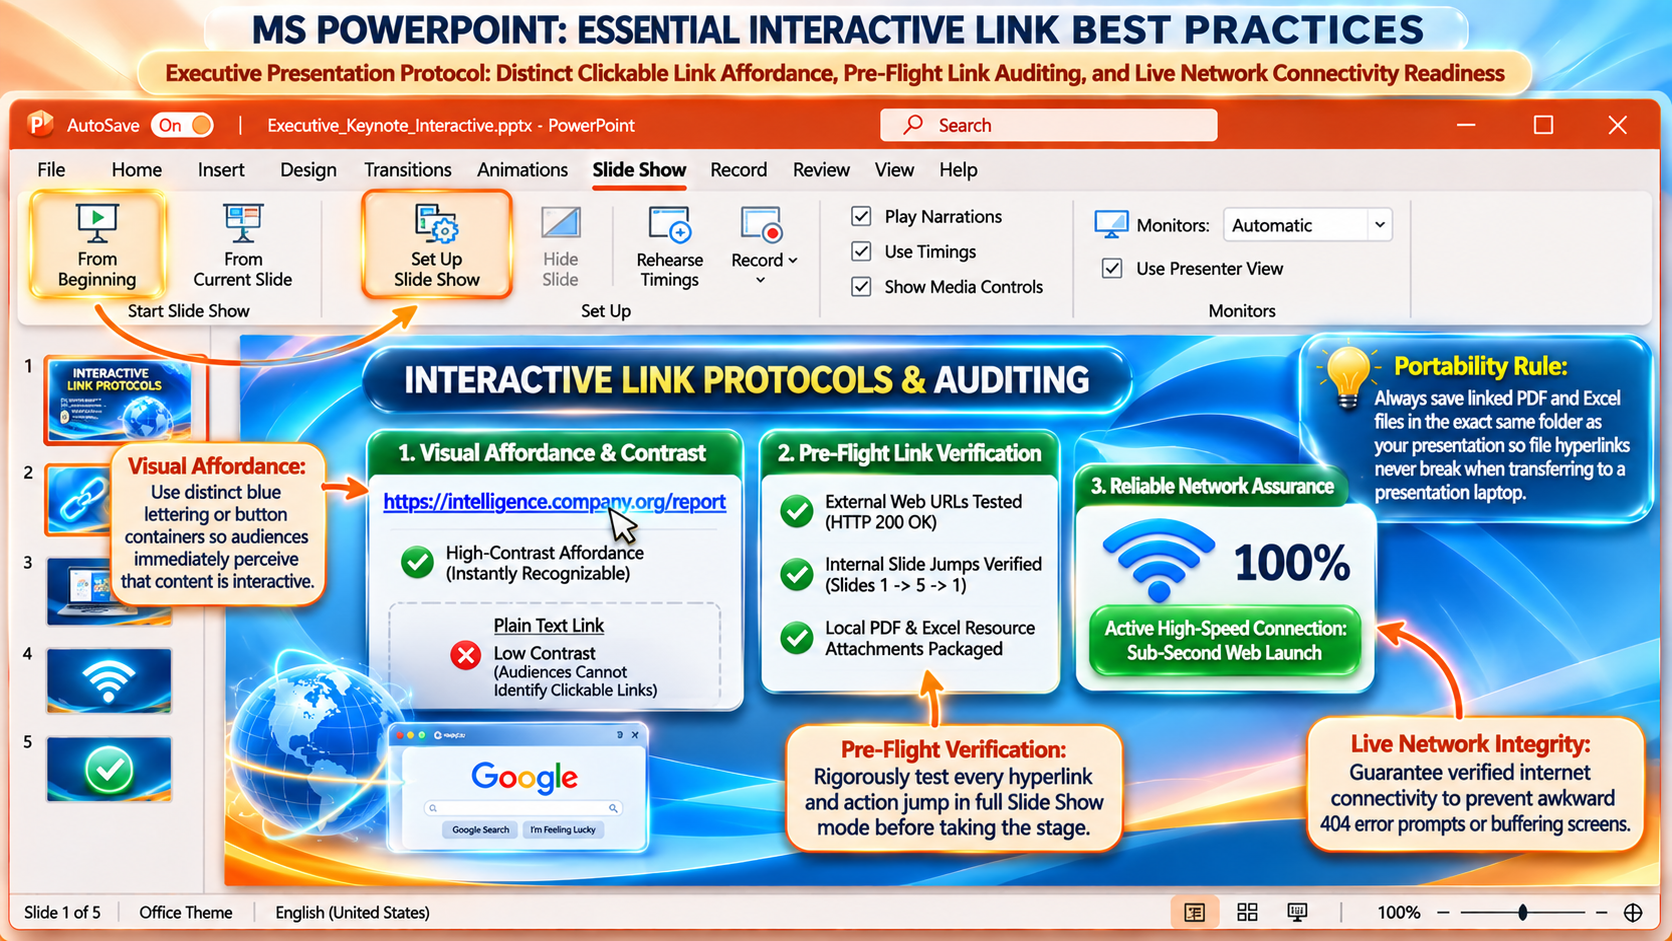 MS POWERPOINT: ESSENTIAL INTERACTIVE LINK BEST PRACTICES
Executive Presentation Protocol: Distinct Clickable Link Affordance, Pre-Flight Link Auditing, and Live Network Connectivity Readiness
AutoSave On | Executive_Keynote_Interactive.pptx - PowerPoint
Search
File Home Insert Design Transitions Animations Slide Show Record Review View Help
From
Beginning
From
Current Slide
Start Slide Show
Set Up
Slide Show
Hide
Slide
Rehearse
Timings
Record
Set Up
Play Narrations
Use Timings
Show Media Controls
Monitors: Automatic
Use Presenter View
Monitors
1
INTERACTIVE
LINK PROTOCOLS
2
3
4
5
Visual Affordance:
Use distinct blue
lettering or button
containers so audiences
immediately perceive
that content is interactive.
INTERACTIVE LINK PROTOCOLS & AUDITING
1. Visual Affordance & Contrast
https://intelligence.company.org/report
High-Contrast Affordance
(Instantly Recognizable)
Plain Text Link
Low Contrast
(Audiences Cannot
Identify Clickable Links)
Google
Google Search
I'm Feeling Lucky
2. Pre-Flight Link Verification
External Web URLs Tested
(HTTP 200 OK)
Internal Slide Jumps Verified
(Slides 1 -> 5 -> 1)
Local PDF & Excel Resource
Attachments Packaged
Pre-Flight Verification:
Rigorously test every hyperlink
and action jump in full Slide Show
mode before taking the stage.
3. Reliable Network Assurance
100%
Active High-Speed Connection:
Sub-Second Web Launch
Portability Rule:
Always save linked PDF and Excel
files in the exact same folder as
your presentation so file hyperlinks
never break when transferring to a
presentation laptop.
Live Network Integrity:
Guarantee verified internet
connectivity to prevent awkward
404 error prompts or buffering screens.
Slide 1 of 5
Office Theme
English (United States)
100%